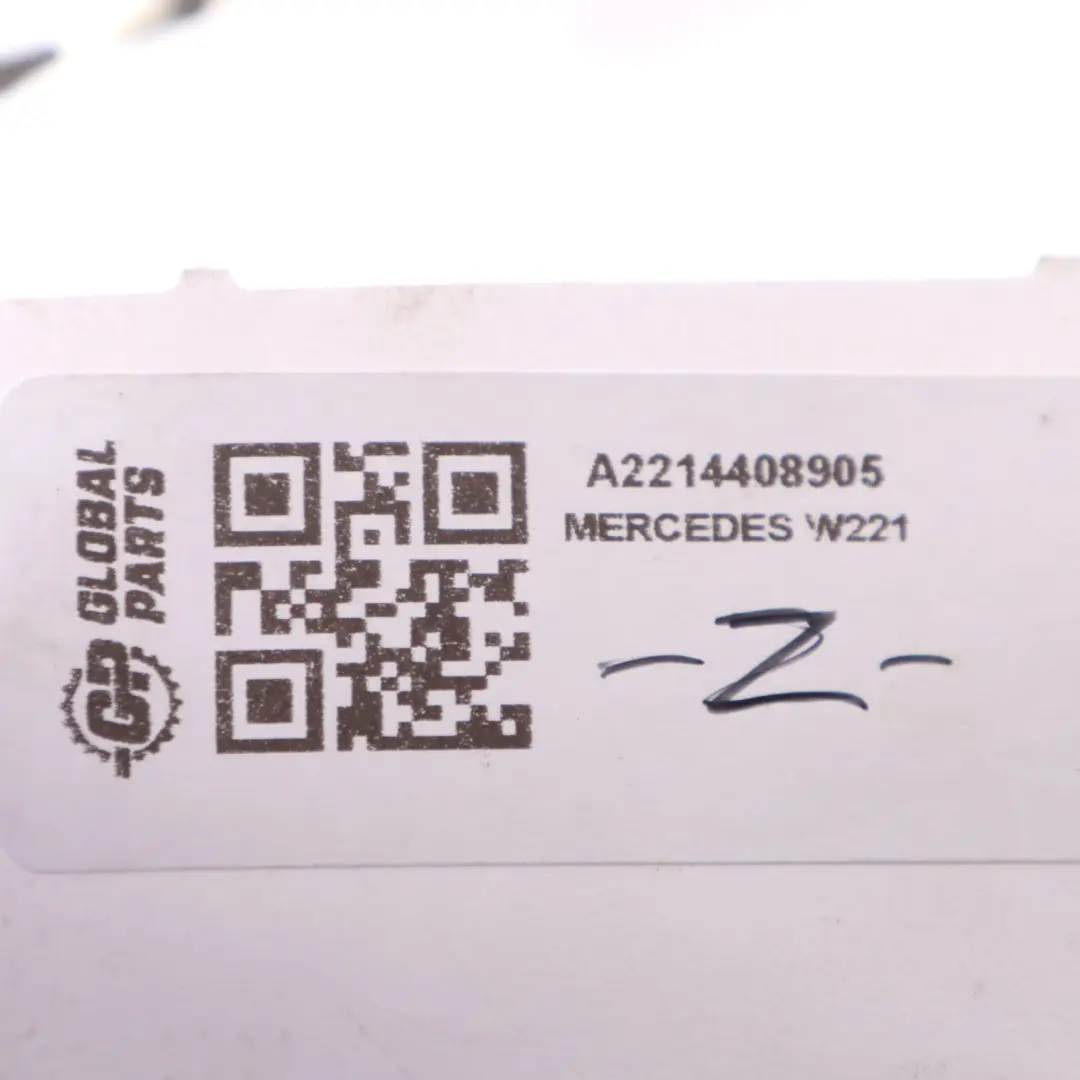 GLOBAL
PARTS
GP
A2214408905
MERCEDES W221
-Z-